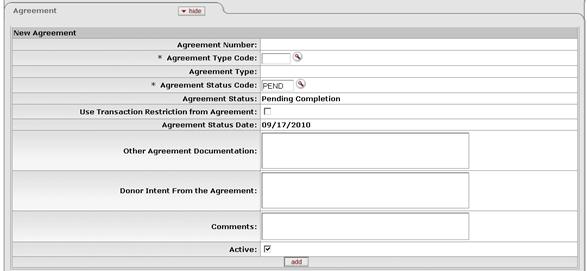 Agreement
hide
New Agreement
Agreement Number:
* Agreement Type Code:
Agreement Type:
* Agreement Status Code: PEND
Agreement Status: Pending Completion
Use Transaction Restriction from Agreement:
Agreement Status Date: 09/17/2010
Other Agreement Documentation:
Donor Intent From the Agreement:
Comments:
Active:
add